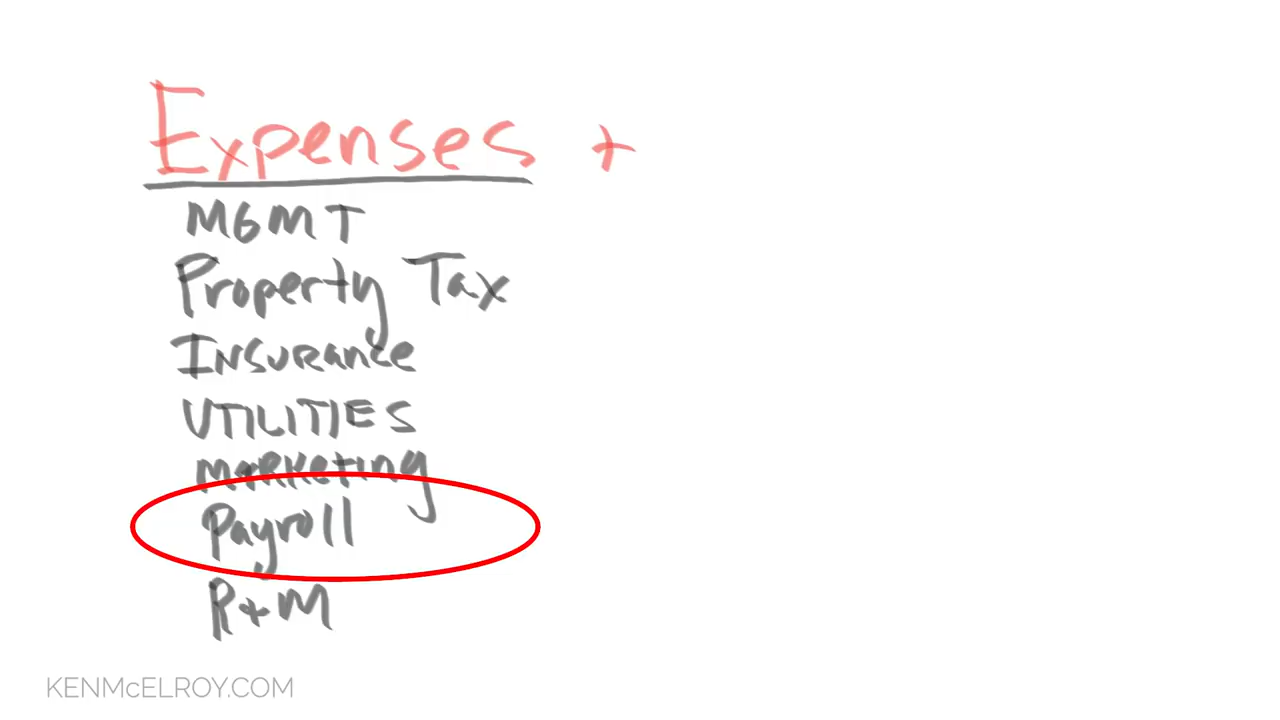 Expenses +
MGMT
Property Tax
INSURance
UTILITIES
MARKeting
Payroll
R+M
KENMcELROY.COM